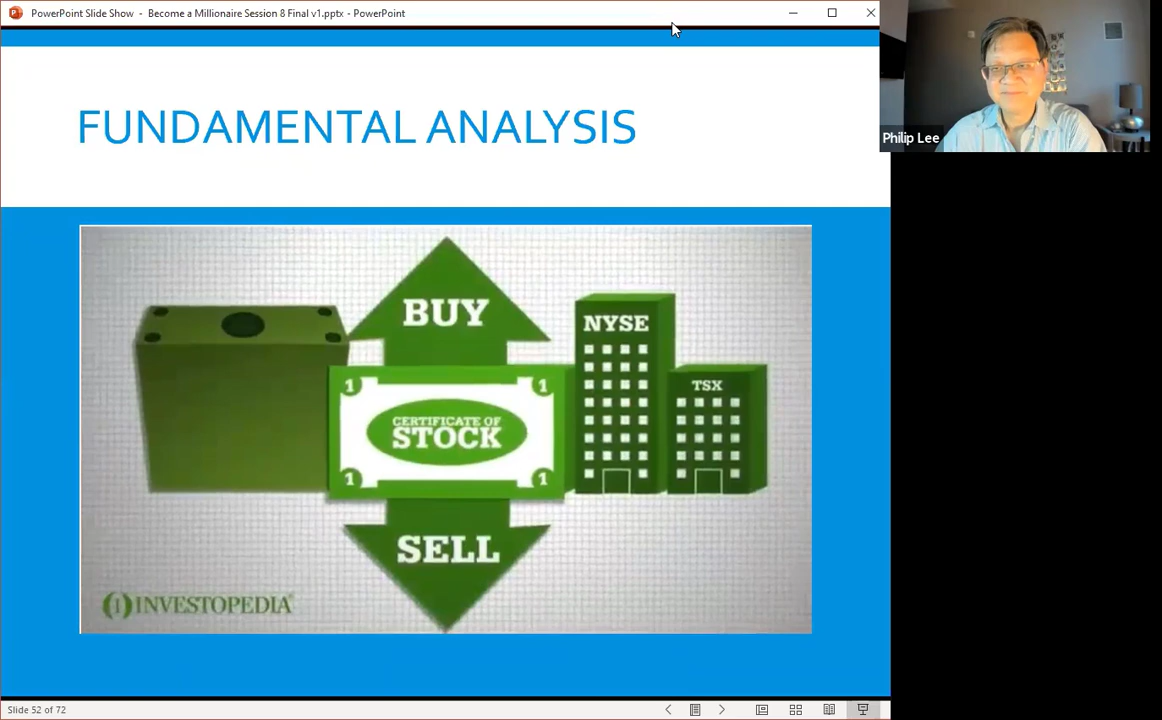 PowerPoint Slide Show - Become a Millionaire Session 8 Final v1.pptx - PowerPoint
Philip Lee
FUNDAMENTAL ANALYSIS
BUY
NYSE
TSX
1 1
CERTIFICATE OF
STOCK
1 1
SELL
INVESTOPEDIA
Slide 52 of 72